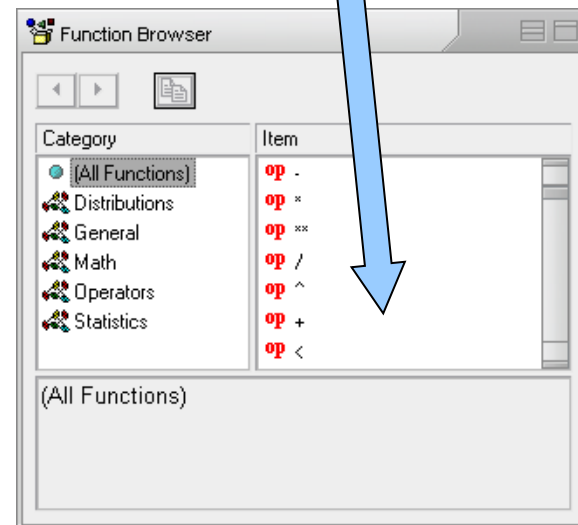 Function Browser
Category Item
(All Functions) op -
Distributions op *
General op **
Math op /
Operators op ^
Statistics op +
op <
(All Functions)